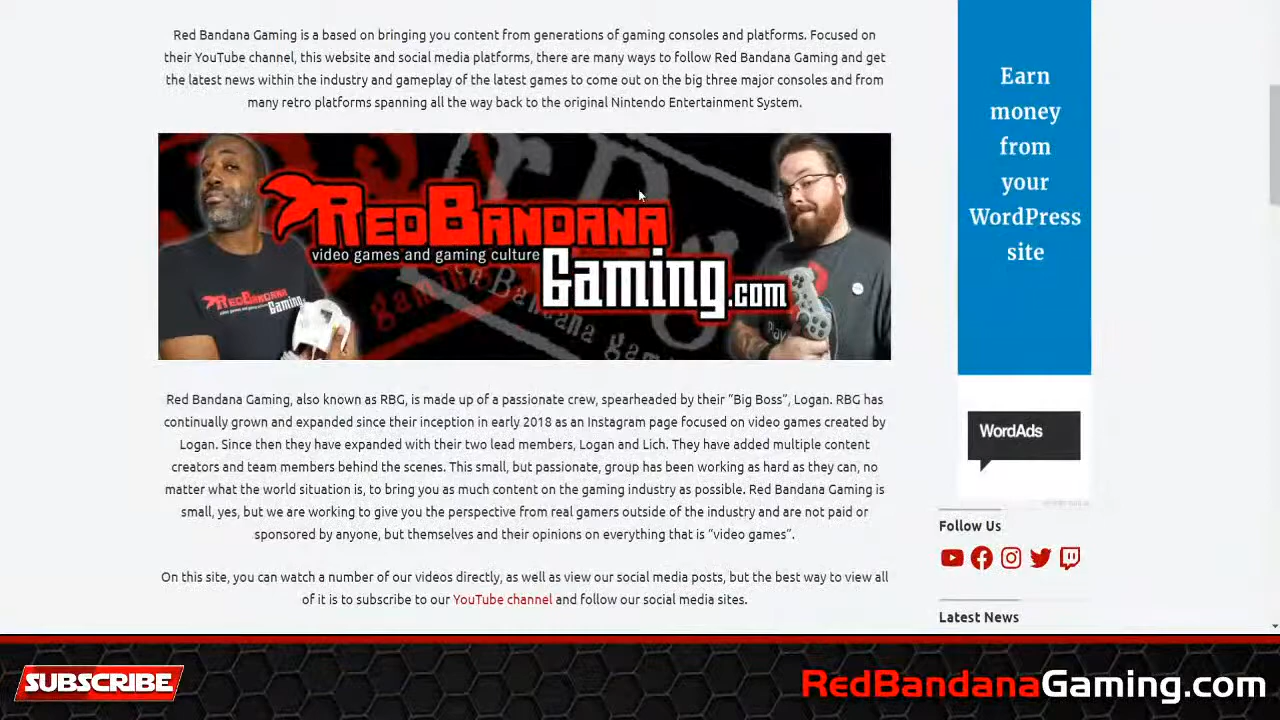 Red Bandana Gaming is a based on bringing you content from generations of gaming consoles and platforms. Focused on
their YouTube channel, this website and social media platforms, there are many ways to follow Red Bandana Gaming and get
the latest news within the industry and gameplay of the latest games to come out on the big three major consoles and from
many retro platforms spanning all the way back to the original Nintendo Entertainment System.
RedBandana
video games and gaming culture
Gaming.com
RedBandana
Gaming
Red Bandana Gaming, also known as RBG, is made up of a passionate crew, spearheaded by their “Big Boss”, Logan. RBG has
continually grown and expanded since their inception in early 2018 as an Instagram page focused on video games created by
Logan. Since then they have expanded with their two lead members, Logan and Lich. They have added multiple content
creators and team members behind the scenes. This small, but passionate, group has been working as hard as they can, no
matter what the world situation is, to bring you as much content on the gaming industry as possible. Red Bandana Gaming is
small, yes, but we are working to give you the perspective from real gamers outside of the industry and are not paid or
sponsored by anyone, but themselves and their opinions on everything that is “video games”.
On this site, you can watch a number of our videos directly, as well as view our social media posts, but the best way to view all
of it is to subscribe to our YouTube channel and follow our social media sites.
Earn
money
from
your
WordPress
site
WordAds
Follow Us
Latest News
SUBSCRIBE
RedBandanaGaming.com